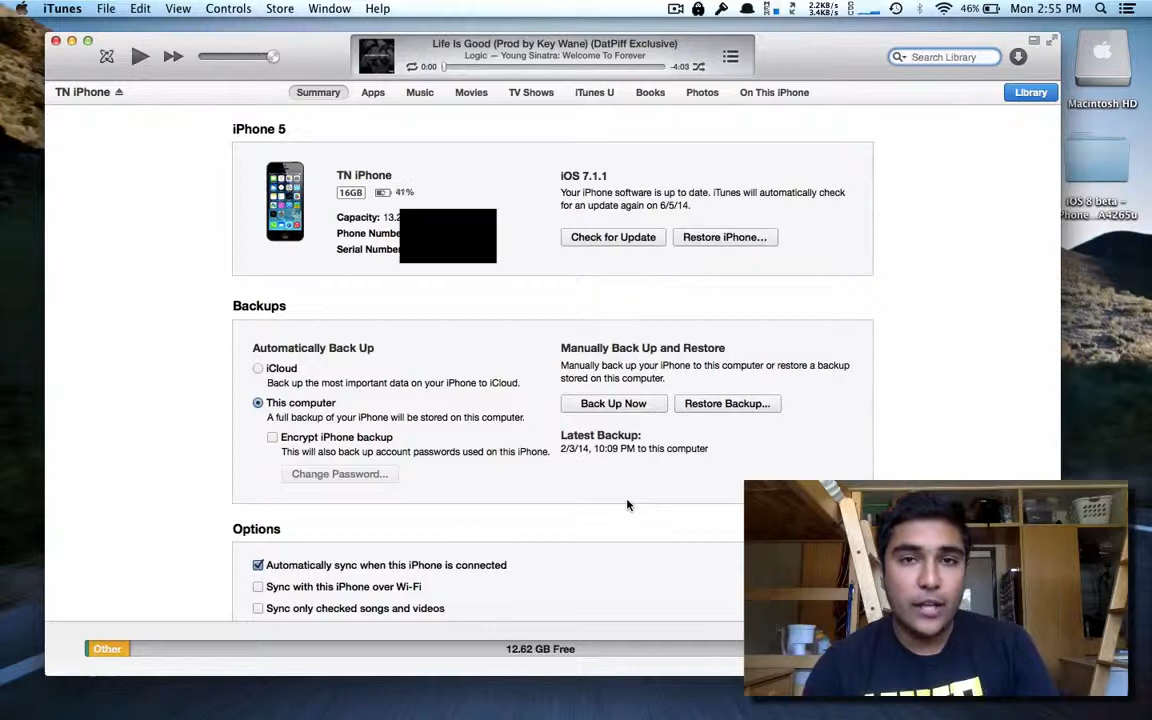 iTunes File Edit View Controls Store Window Help
2.2KB/s
3.4KB/s
46%
Mon 2:55 PM
Life Is Good (Prod by Key Wane) (DatPiff Exclusive)
Logic — Young Sinatra: Welcome To Forever
0:00
-4:03
Search Library
TN iPhone
Summary Apps Music Movies TV Shows iTunes U Books Photos On This iPhone
Library
Macintosh HD
iPhone 5
TN iPhone
16GB 41%
Capacity: 13.2
Phone Numbe
Serial Number
iOS 7.1.1
Your iPhone software is up to date. iTunes will automatically check
for an update again on 6/5/14.
Check for Update Restore iPhone...
iOS 8 beta –
Phone ...A4265u
Backups
Automatically Back Up
iCloud
Back up the most important data on your iPhone to iCloud.
This computer
A full backup of your iPhone will be stored on this computer.
Encrypt iPhone backup
This will also back up account passwords used on this iPhone.
Change Password...
Manually Back Up and Restore
Manually back up your iPhone to this computer or restore a backup
stored on this computer.
Back Up Now Restore Backup...
Latest Backup:
2/3/14, 10:09 PM to this computer
Options
Automatically sync when this iPhone is connected
Sync with this iPhone over Wi-Fi
Sync only checked songs and videos
Other
12.62 GB Free